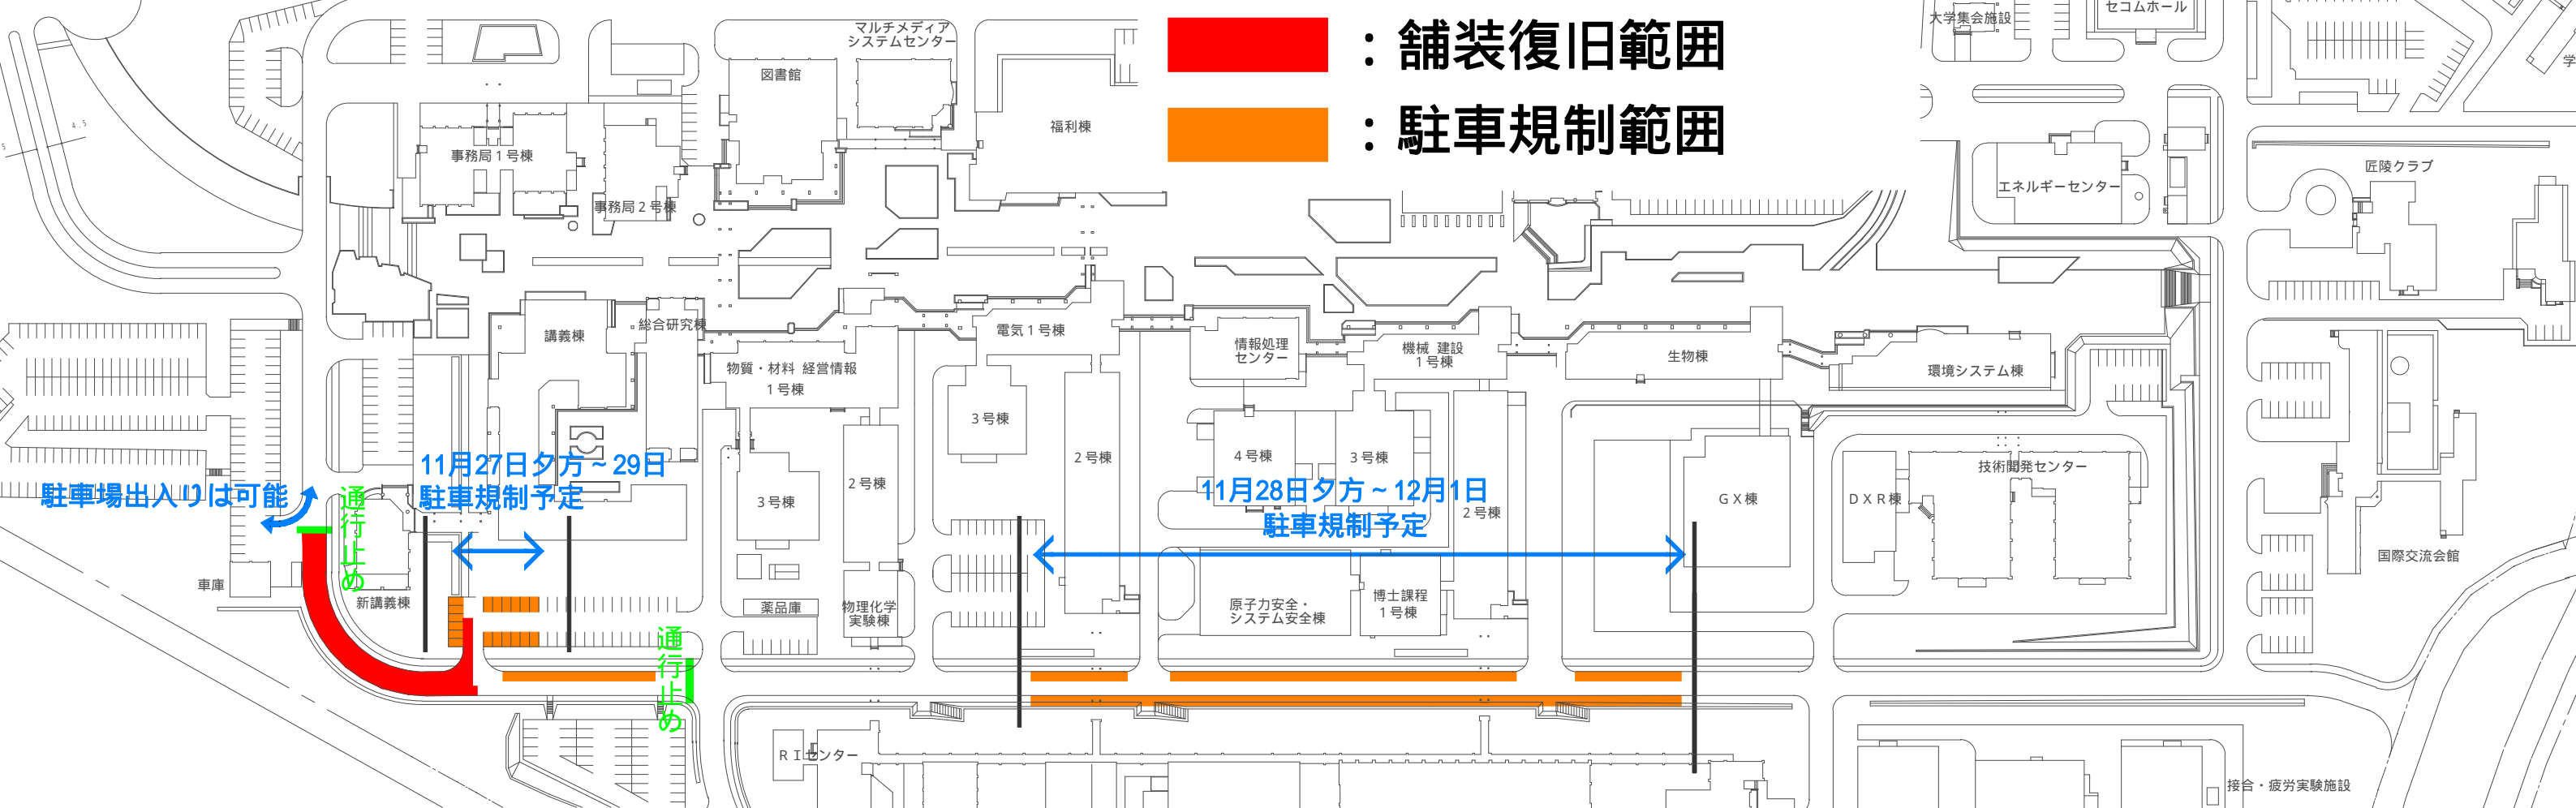 マルチメディア
システムセンター
図書館
：舗装復旧範囲
：駐車規制範囲
大学集会施設
セコムホール
学
4.5
5
事務局１号棟
事務局２号棟
福利棟
エネルギーセンター
匠陵クラブ
講義棟
総合研究棟
物質・材料 経営情報
１号棟
電気１号棟
情報処理
センター
機械 建設
１号棟
生物棟
環境システム棟
３号棟
２号棟
４号棟
３号棟
２号棟
技術開発センター
ＧＸ棟
ＤＸＲ棟
11月27日夕方～29日
駐車規制予定
駐車場出入りは可能
通行止め
３号棟
２号棟
11月28日夕方～12月1日
駐車規制予定
国際交流会館
車庫
新講義棟
薬品庫
物理化学
実験棟
原子力安全・
システム安全棟
博士課程
１号棟
通行止め
ＲＩセンター
接合・疲労実験施設